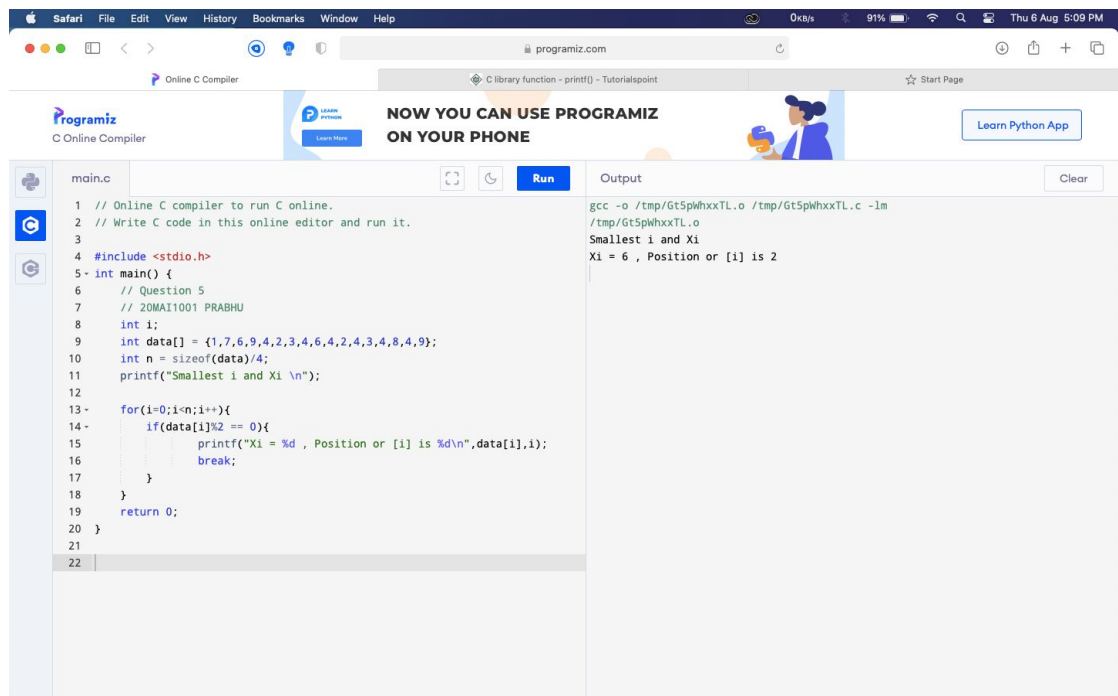 Safari File Edit View History Bookmarks Window Help
0KB/s 91% Thu 6 Aug 5:09 PM
programiz.com
Online C Compiler
C library function - printf() - Tutorialspoint
Start Page
Programiz
C Online Compiler
LEARN PYTHON
Learn More
NOW YOU CAN USE PROGRAMIZ
ON YOUR PHONE
Learn Python App
main.c
Run
Output
Clear
1 // Online C compiler to run C online.
2 // Write C code in this online editor and run it.
3
4 #include <stdio.h>
5 int main() {
6     // Question 5
7     // 20MAI1001 PRABHU
8     int i;
9     int data[] = {1,7,6,9,4,2,3,4,6,4,2,4,3,4,8,4,9};
10     int n = sizeof(data)/4;
11     printf("Smallest i and Xi \n");
12
13     for(i=0;i<n;i++){
14         if(data[i]%2 == 0){
15             printf("Xi = %d , Position or [i] is %d\n",data[i],i);
16             break;
17         }
18     }
19     return 0;
20 }
21
22
gcc -o /tmp/Gt5pWhxxTL.o /tmp/Gt5pWhxxTL.c -lm
/tmp/Gt5pWhxxTL.o
Smallest i and Xi
Xi = 6 , Position or [i] is 2